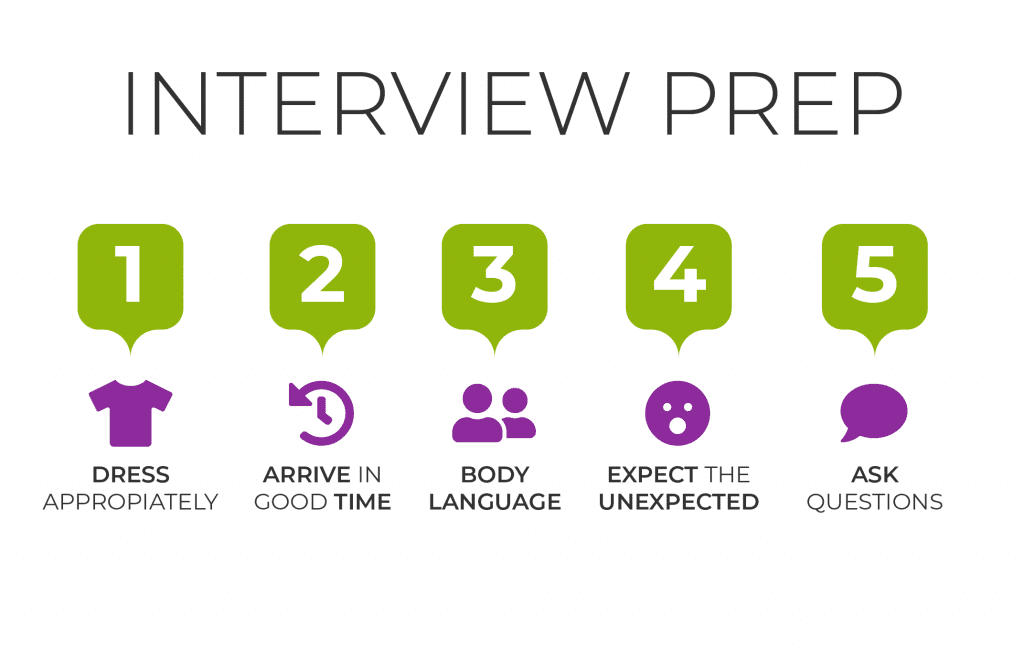 INTERVIEW PREP
1
2
3
4
5
DRESS
APPROPIATELY
ARRIVE IN
GOOD TIME
BODY
LANGUAGE
EXPECT THE
UNEXPECTED
ASK
QUESTIONS